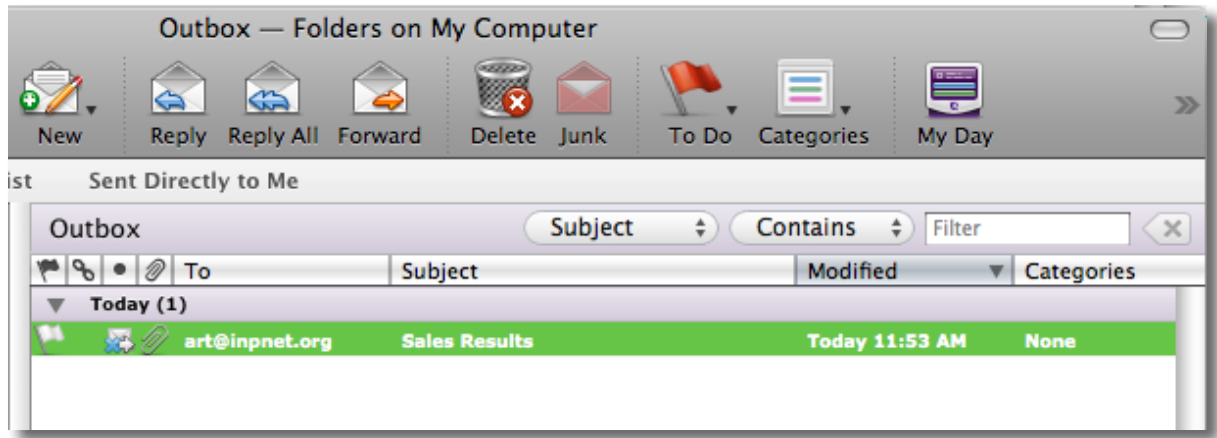 Outbox — Folders on My Computer
New Reply Reply All Forward Delete Junk To Do Categories My Day
ist Sent Directly to Me
Outbox Subject Contains Filter
To Subject Modified Categories
Today (1)
art@inpnet.org Sales Results Today 11:53 AM None